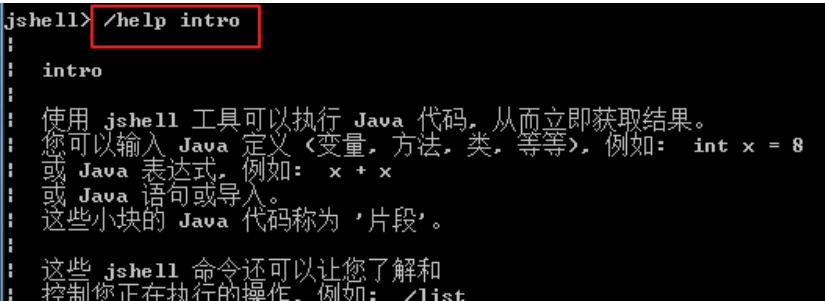 jshell> /help intro
|
|  intro
|
|  使用 jshell 工具可以执行 Java 代码，从而立即获取结果。
|  您可以输入 Java 定义 (变量，方法，类，等等)，例如： int x = 8
|  或 Java 表达式，例如： x + x
|  或 Java 语句或导入。
|  这些小块的 Java 代码称为 '片段'。
|
|  这些 jshell 命令还可以让您了解和
|  控制您正在执行的操作，例如： /list